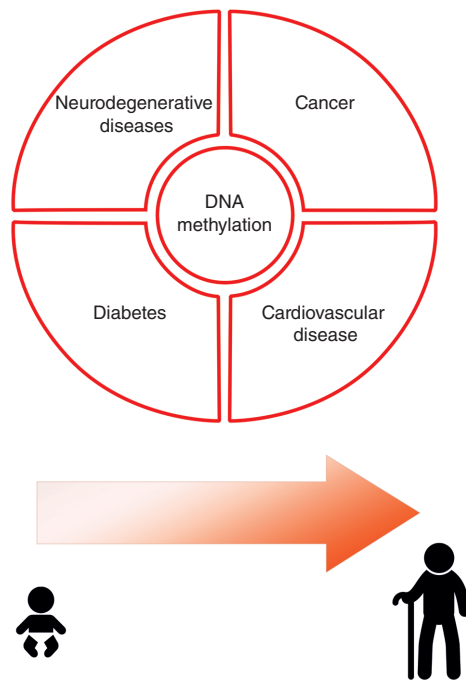 Neurodegenerative
diseases
Cancer
DNA
methylation
Diabetes
Cardiovascular
disease